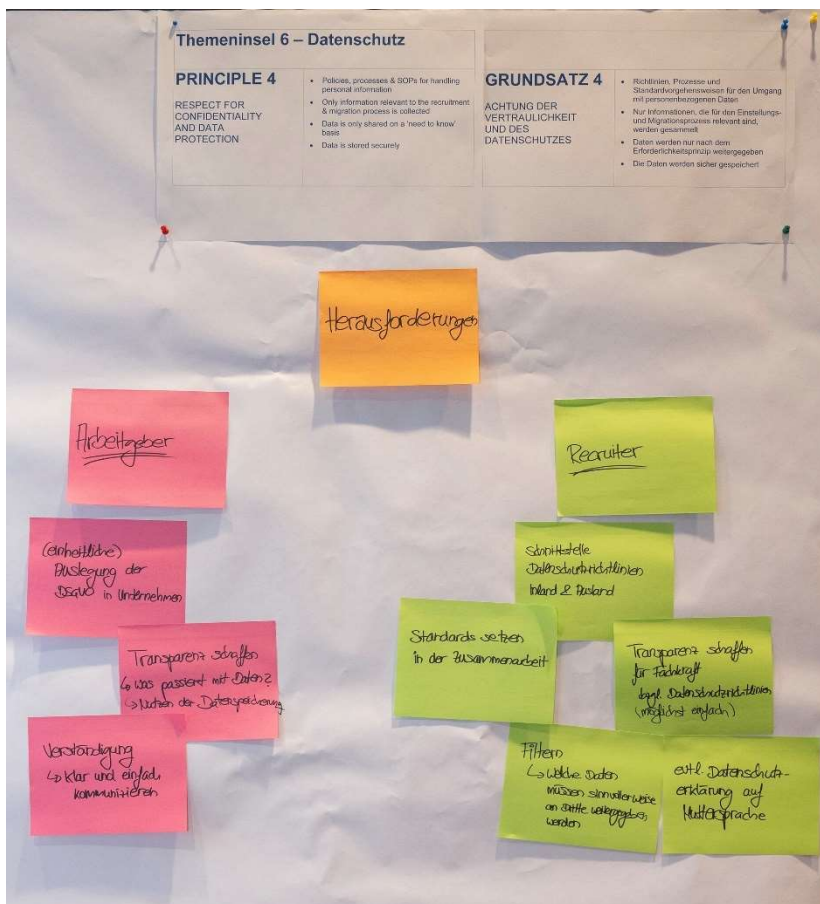 Themeninsel 6 – Datenschutz
PRINCIPLE 4
RESPECT FOR
CONFIDENTIALITY
AND DATA
PROTECTION
• Policies, processes & SOPs for handling
personal information
• Only information relevant to the recruitment
& migration process is collected
• Data is only shared on a 'need to know'
basis
• Data is stored securely
GRUNDSATZ 4
ACHTUNG DER
VERTRAULICHKEIT
UND DES
DATENSCHUTZES
• Richtlinien, Prozesse und
Standardvorgehensweisen für den Umgang
mit personenbezogenen Daten
• Nur Informationen, die für den Einstellungs-
und Migrationsprozess relevant sind,
werden gesammelt
• Daten werden nur nach dem
Erforderlichkeitsprinzip weitergegeben
• Die Daten werden sicher gespeichert
Herausforderungen
Arbeitgeber
(einheitliche)
Auslegung der
DSGVO in Unternehmen
Transparenz schaffen
↳ was passiert mit Daten?
↳ Nutzen der Datenspeicherung
Verständigung
↳ klar und einfach
kommunizieren
Recruiter
Schnittstelle
Datenschutzrichtlinien
Inland & Ausland
Standards setzen
in der Zusammenarbeit
Transparenz schaffen
für Fachkraft
bzgl. Datenschutzrichtlinien
(möglichst einfach)
Filtern
↳ Welche Daten
müssen sinnvollerweise
an Dritte weitergegeben
werden
evtl. Datenschutz-
erklärung auf
Muttersprache